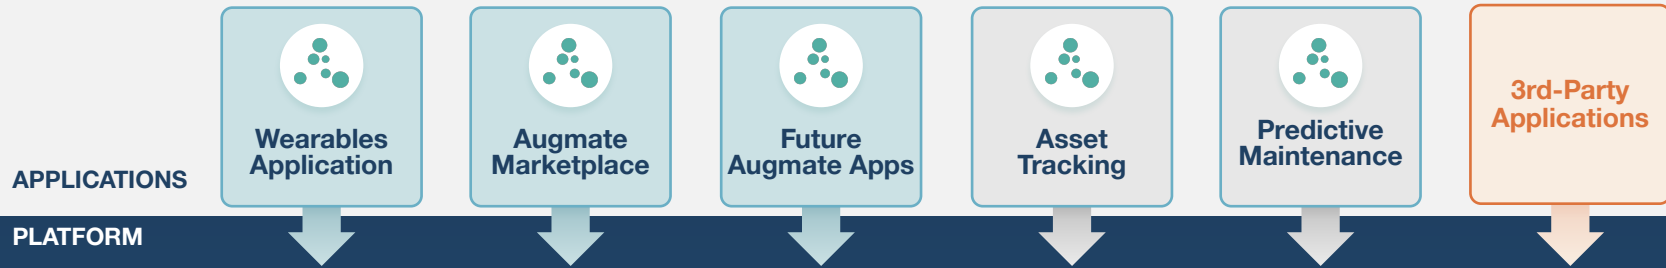 Wearables
Application
Augmate
Marketplace
Future
Augmate Apps
Asset
Tracking
Predictive
Maintenance
3rd-Party
Applications
APPLICATIONS
PLATFORM